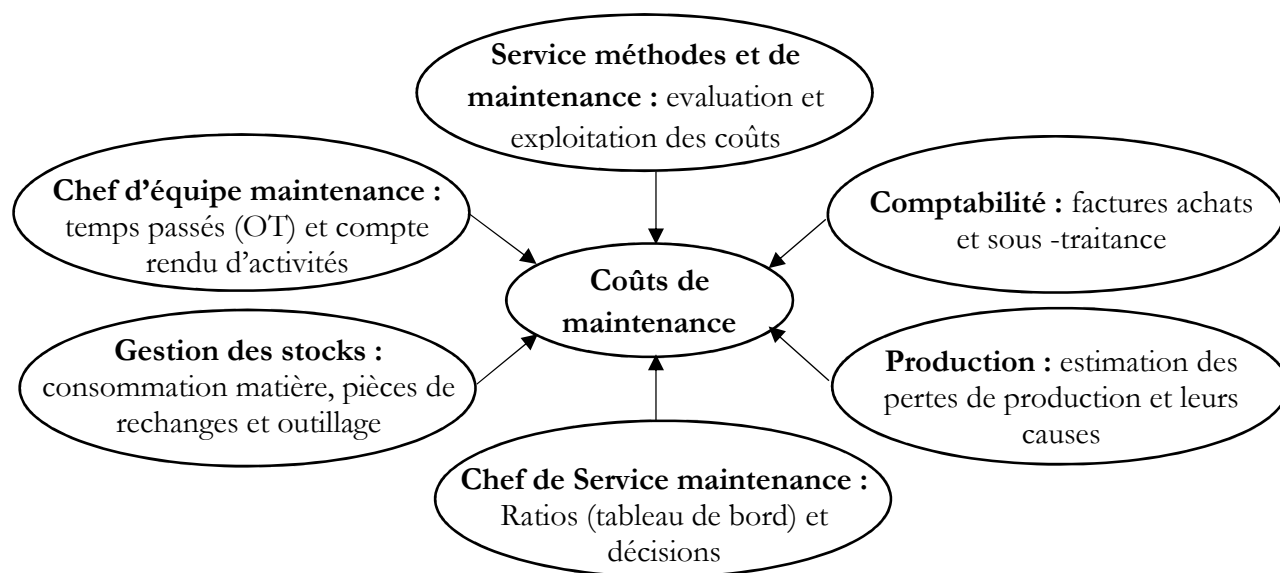 Service méthodes et de
maintenance : evaluation et
exploitation des coûts
Chef d’équipe maintenance :
temps passés (OT) et compte
rendu d’activités
Comptabilité : factures achats
et sous -traitance
Coûts de
maintenance
Gestion des stocks :
consommation matière, pièces de
rechanges et outillage
Production : estimation des
pertes de production et leurs
causes
Chef de Service maintenance :
Ratios (tableau de bord) et
décisions